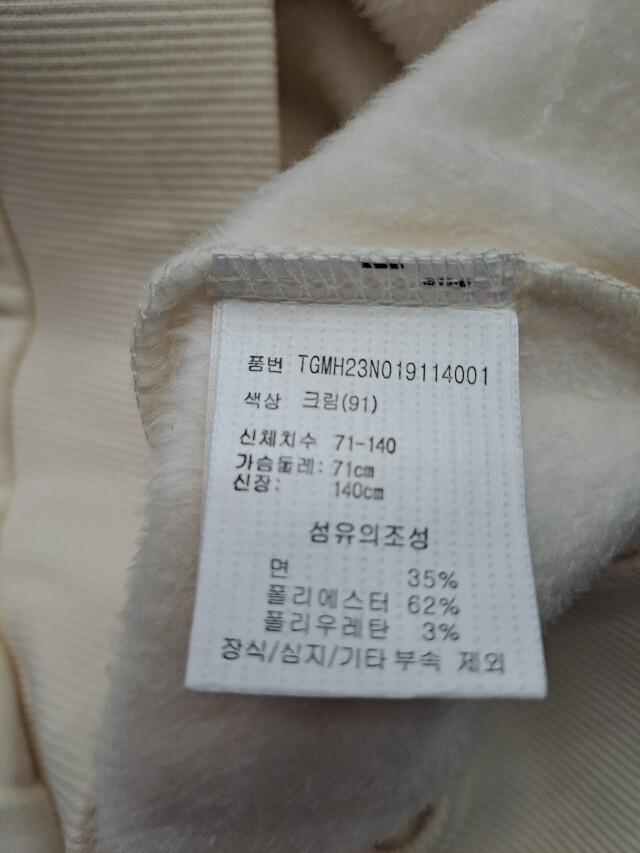 품번 TGMH23N019114001
색상 크림(91)
신체치수 71-140
가슴둘레: 71cm
신장: 140cm
섬유의조성
면 35%
폴리에스터 62%
폴리우레탄 3%
장식/심지/기타 부속 제외